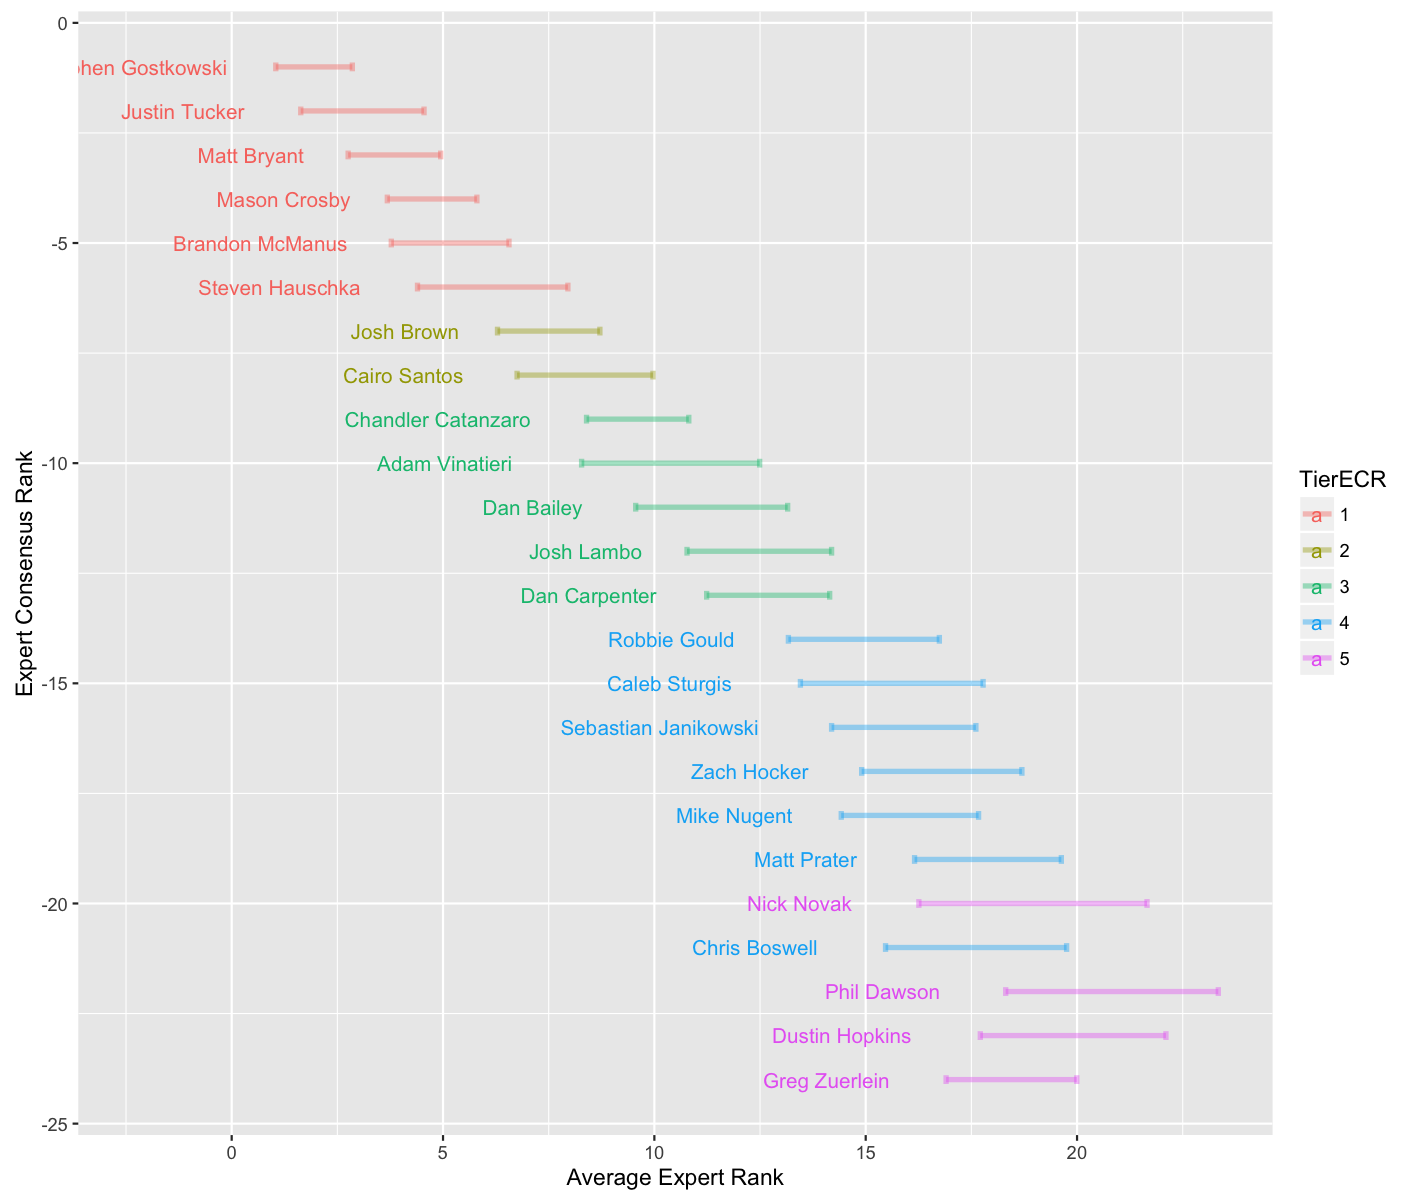 0
Gostkowski
Justin Tucker
Matt Bryant
Mason Crosby
-5
Brandon McManus
Steven Hauschka
Josh Brown
Cairo Santos
Chandler Catanzaro
-10
Adam Vinatieri
Dan Bailey
Josh Lambo
Dan Carpenter
Robbie Gould
-15
Caleb Sturgis
Sebastian Janikowski
Zach Hocker
Mike Nugent
Matt Prater
-20
Nick Novak
Chris Boswell
Phil Dawson
Dustin Hopkins
Greg Zuerlein
-25
0 5 10 15 20
Average Expert Rank
Expert Consensus Rank
TierECR
a 1
a 2
a 3
a 4
a 5